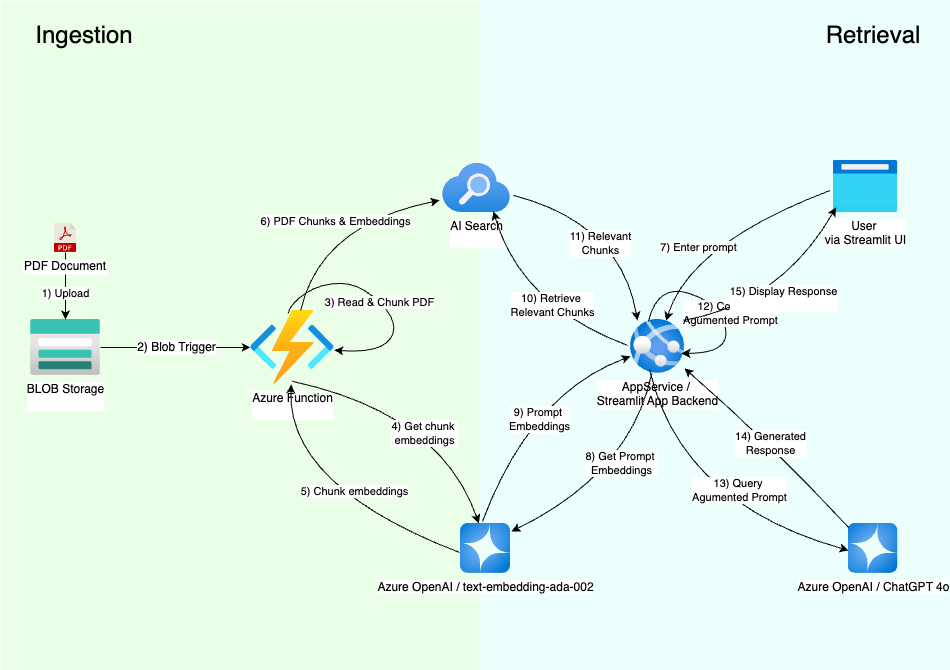 Ingestion
Retrieval
PDF
PDF Document
1) Upload
BLOB Storage
2) Blob Trigger
Azure Function
3) Read & Chunk PDF
4) Get chunk
embeddings
5) Chunk embeddings
6) PDF Chunks & Embeddings
AI Search
Azure OpenAI / text-embedding-ada-002
User
via Streamlit UI
7) Enter prompt
8) Get Prompt
Embeddings
9) Prompt
Embeddings
10) Retrieve
Relevant Chunks
11) Relevant
Chunks
12) Co
Agumented Prompt
AppService /
Streamlit App Backend
13) Query
Agumented Prompt
14) Generated
Response
15) Display Response
Azure OpenAI / ChatGPT 4o